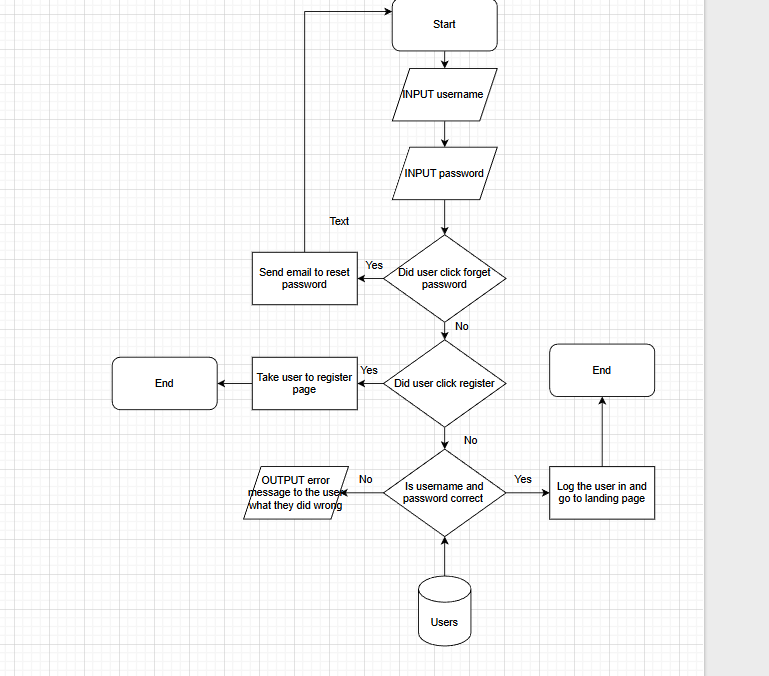 Start
INPUT username
INPUT password
Text
Send email to reset
password
Yes
Did user click forget
password
No
End
Take user to register
page
Yes
Did user click register
End
No
OUTPUT error
message to the user
what they did wrong
No
Is username and
password correct
Yes
Log the user in and
go to landing page
Users